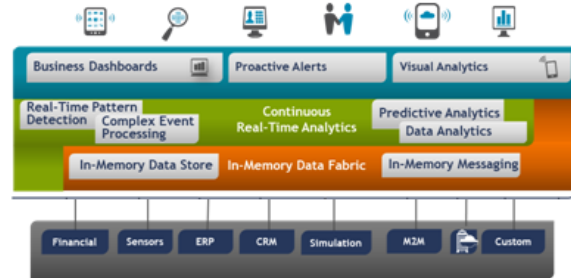 Business Dashboards
Proactive Alerts
Visual Analytics
Real-Time Pattern
Detection
Complex Event
Processing
Continuous
Real-Time Analytics
Predictive Analytics
Data Analytics
In-Memory Data Store
In-Memory Data Fabric
In-Memory Messaging
Financial
Sensors
ERP
CRM
Simulation
M2M
Custom